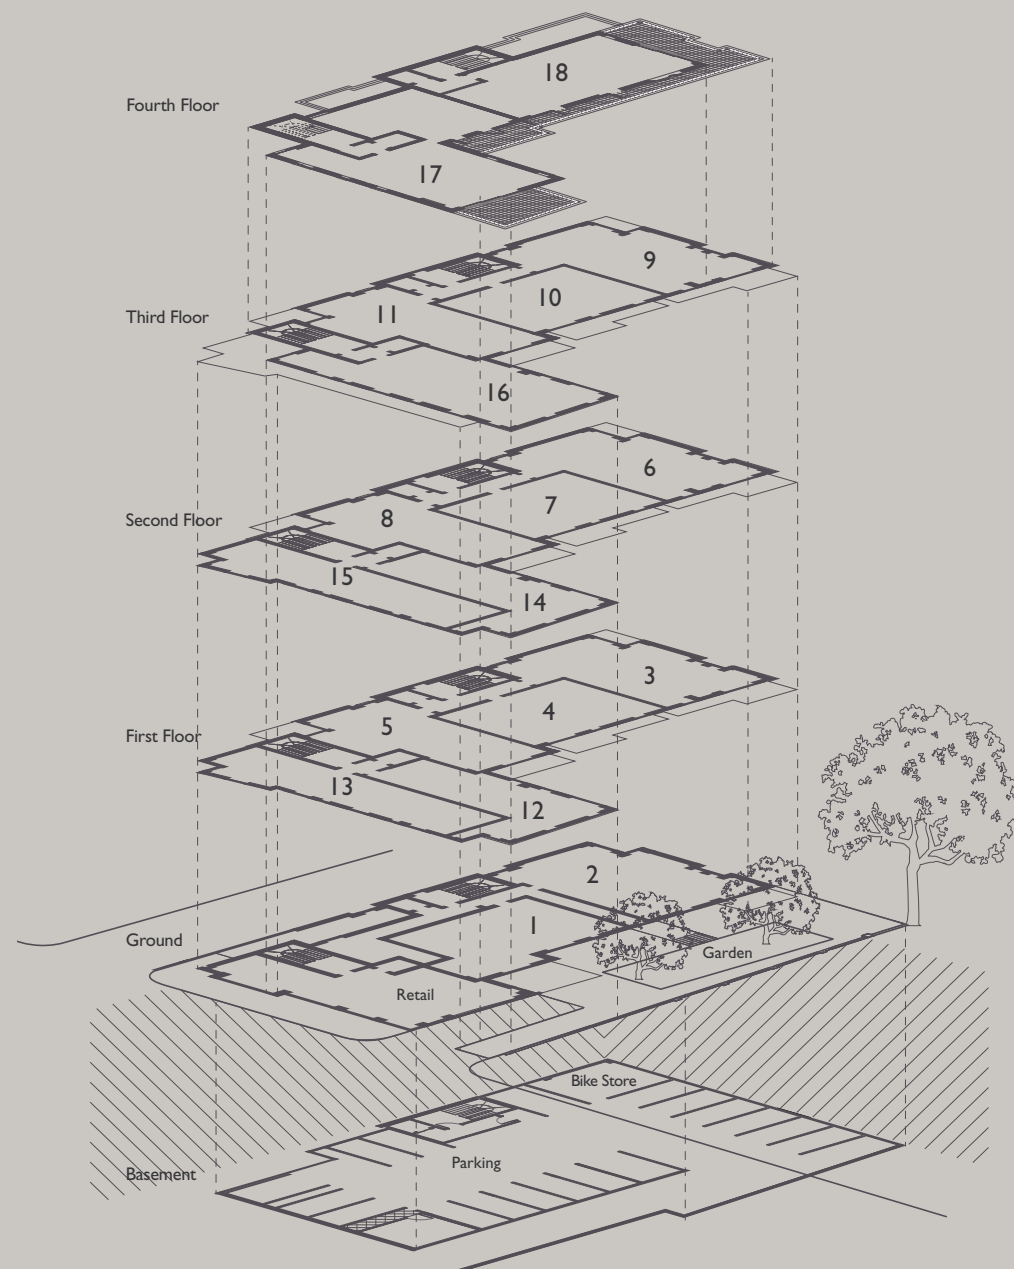 18
Fourth Floor
17
9
10
11
Third Floor
16
6
7
8
Second Floor
15
14
3
4
5
First Floor
13
12
2
1
Ground
Garden
Retail
Bike Store
Parking
Basement